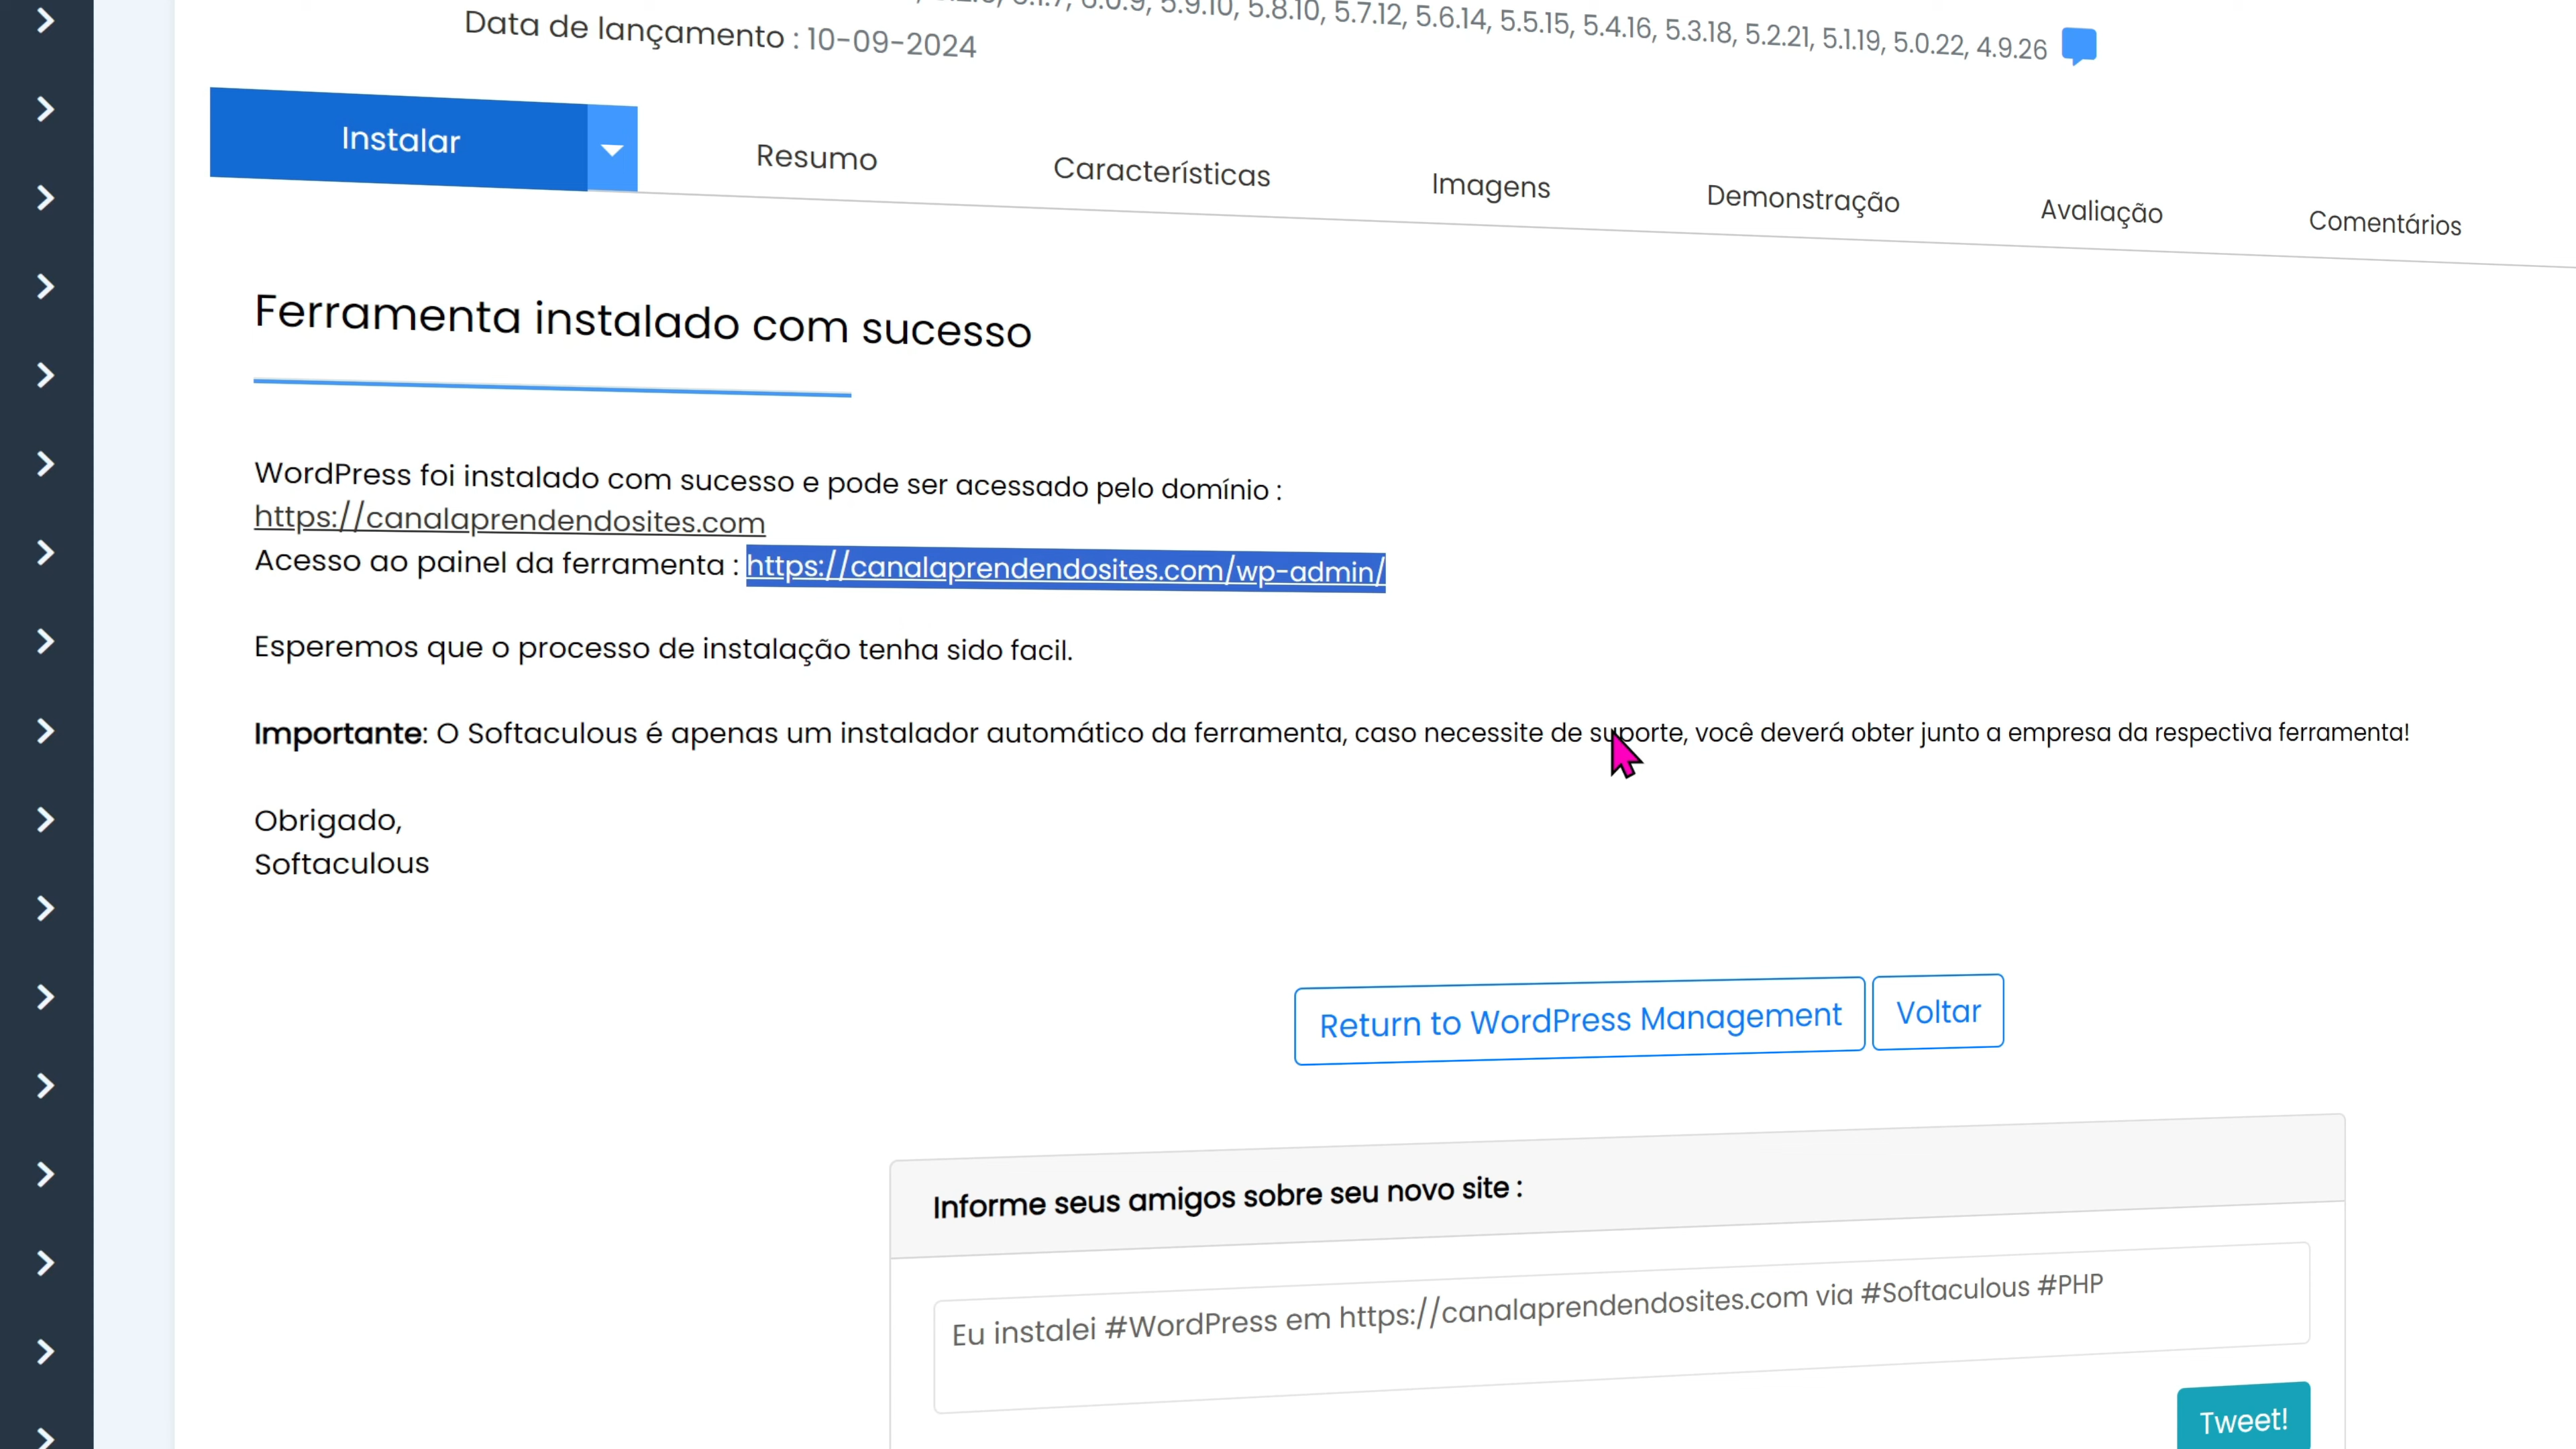 5.9.10, 5.8.10, 5.7.12, 5.6.14, 5.5.15, 5.4.16, 5.3.18, 5.2.21, 5.1.19, 5.0.22, 4.9.26
Data de lançamento : 10-09-2024
Instalar
Resumo
Características
Imagens
Demonstração
Avaliação
Comentários
Ferramenta instalado com sucesso
WordPress foi instalado com sucesso e pode ser acessado pelo domínio :
https://canalaprendendosites.com
Acesso ao painel da ferramenta : https://canalaprendendosites.com/wp-admin/
Esperemos que o processo de instalação tenha sido facil.
Importante: O Softaculous é apenas um instalador automático da ferramenta, caso necessite de suporte, você deverá obter junto a empresa da respectiva ferramenta!
Obrigado,
Softaculous
Return to WordPress Management
Voltar
Informe seus amigos sobre seu novo site :
Eu instalei #WordPress em https://canalaprendendosites.com via #Softaculous #PHP
Tweet!